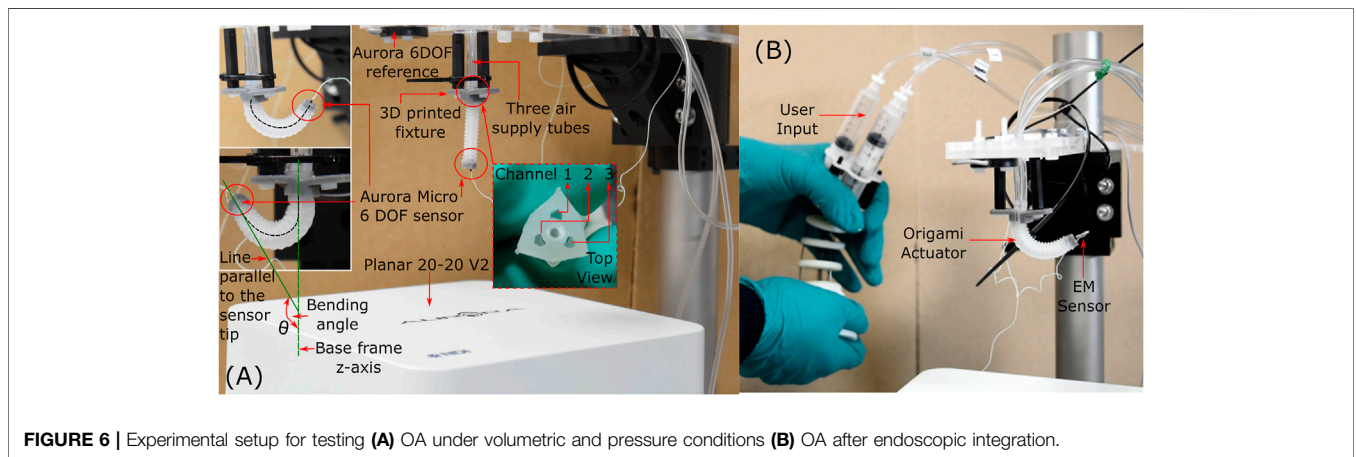 (A)
Aurora 6DOF
reference
3D printed
fixture
Three air
supply tubes
Aurora Micro
6 DOF sensor
Channel 1 2 3
Top
View
Planar 20-20 V2
Line
parallel
to the
sensor
tip
Bending
angle
θ
Base frame
z-axis
AURORA
NDI
(B)
User
Input
Origami
Actuator
EM
Sensor
FIGURE 6 | Experimental setup for testing (A) OA under volumetric and pressure conditions (B) OA after endoscopic integration.